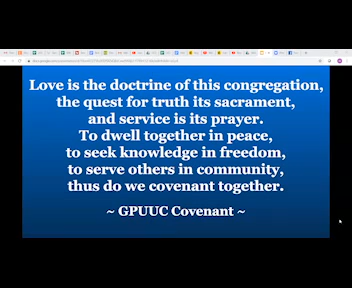 Love is the doctrine of this congregation,
the quest for truth its sacrament,
and service is its prayer.
To dwell together in peace,
to seek knowledge in freedom,
to serve others in community,
thus do we covenant together.
~ GPUUC Covenant ~